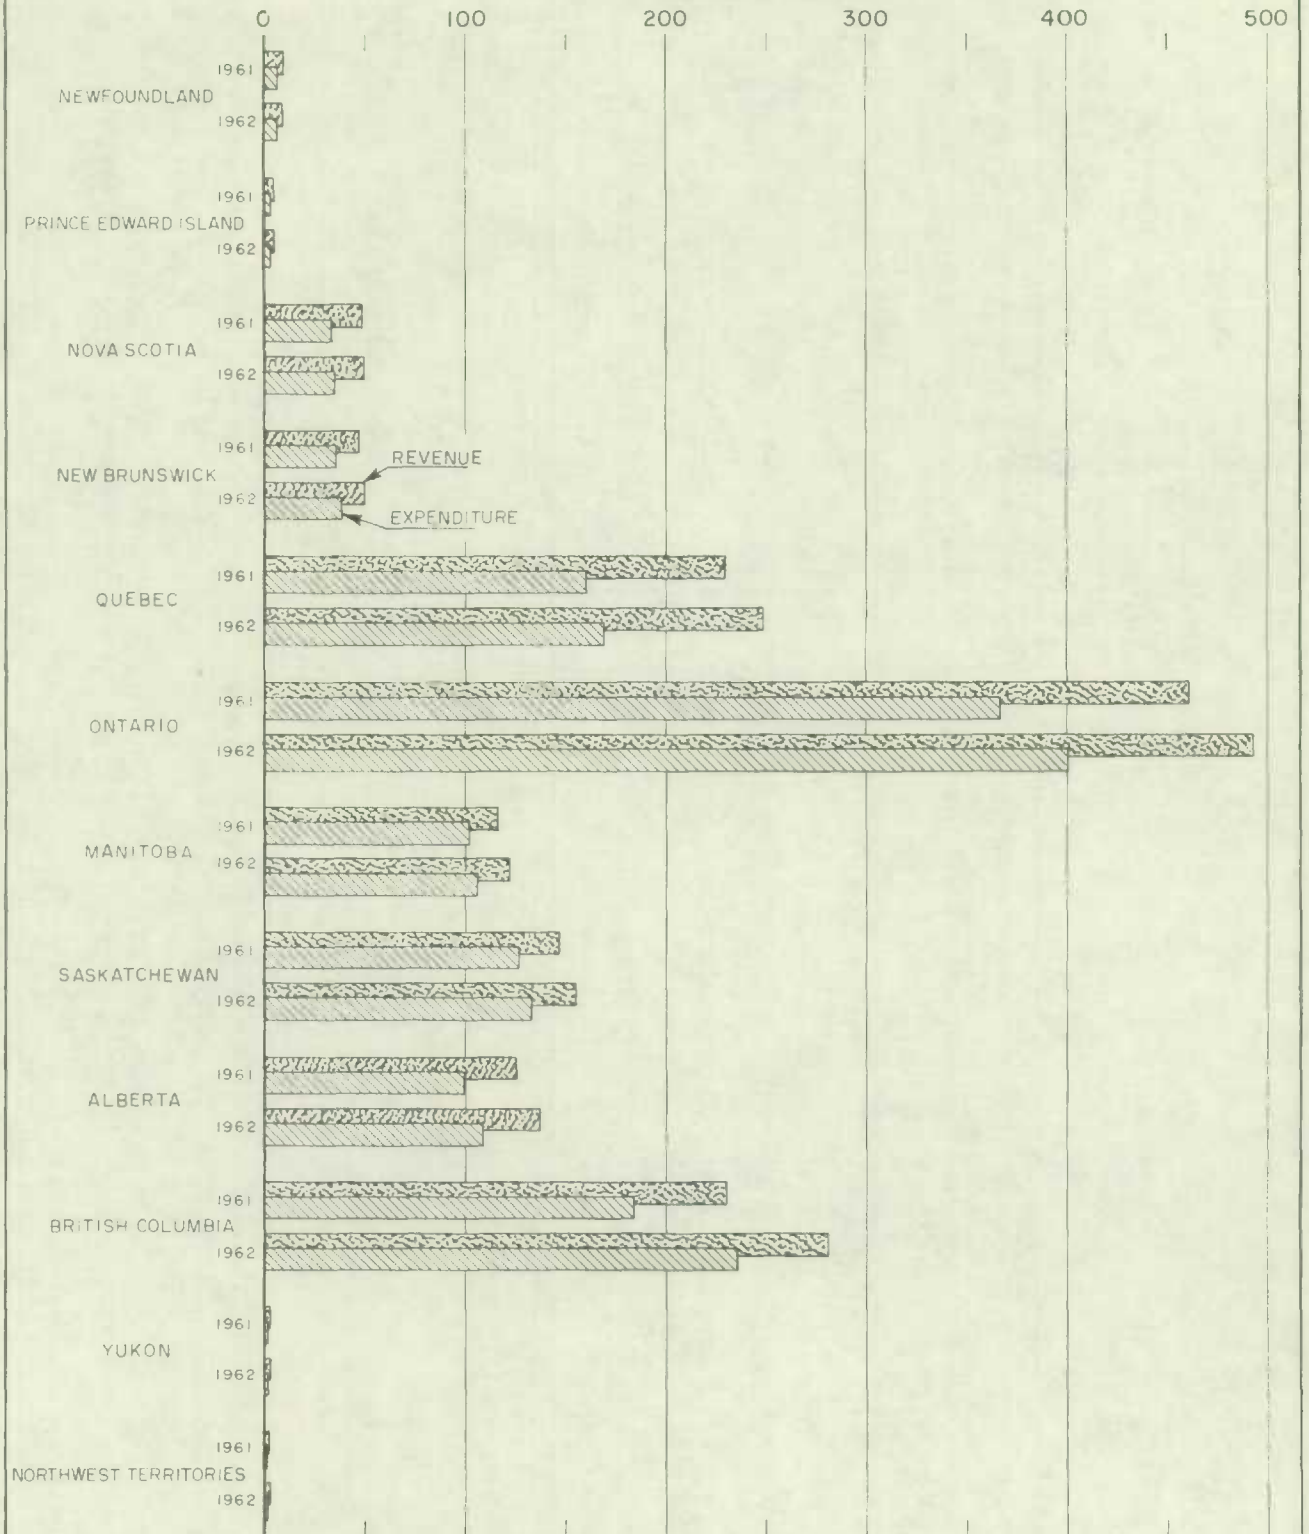 0 100 200 300 400 500
1961
NEWFOUNDLAND
1962
1961
PRINCE EDWARD ISLAND
1962
1961
NOVA SCOTIA
1962
1961
REVENUE
NEW BRUNSWICK
1962
EXPENDITURE
1961
QUEBEC
1962
1961
ONTARIO
1962
1961
MANITOBA
1962
1961
SASKATCHEWAN
1962
1961
ALBERTA
1962
1961
BRITISH COLUMBIA
1962
1961
YUKON
1962
1961
NORTHWEST TERRITORIES
1962